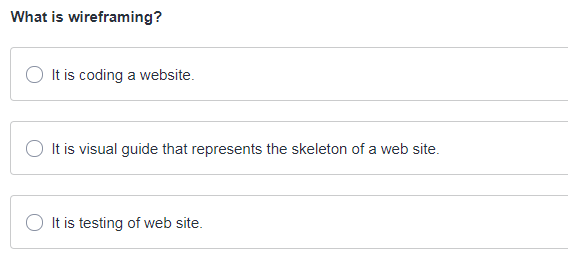 What is wireframing?
It is coding a website.
It is visual guide that represents the skeleton of a web site.
It is testing of web site.